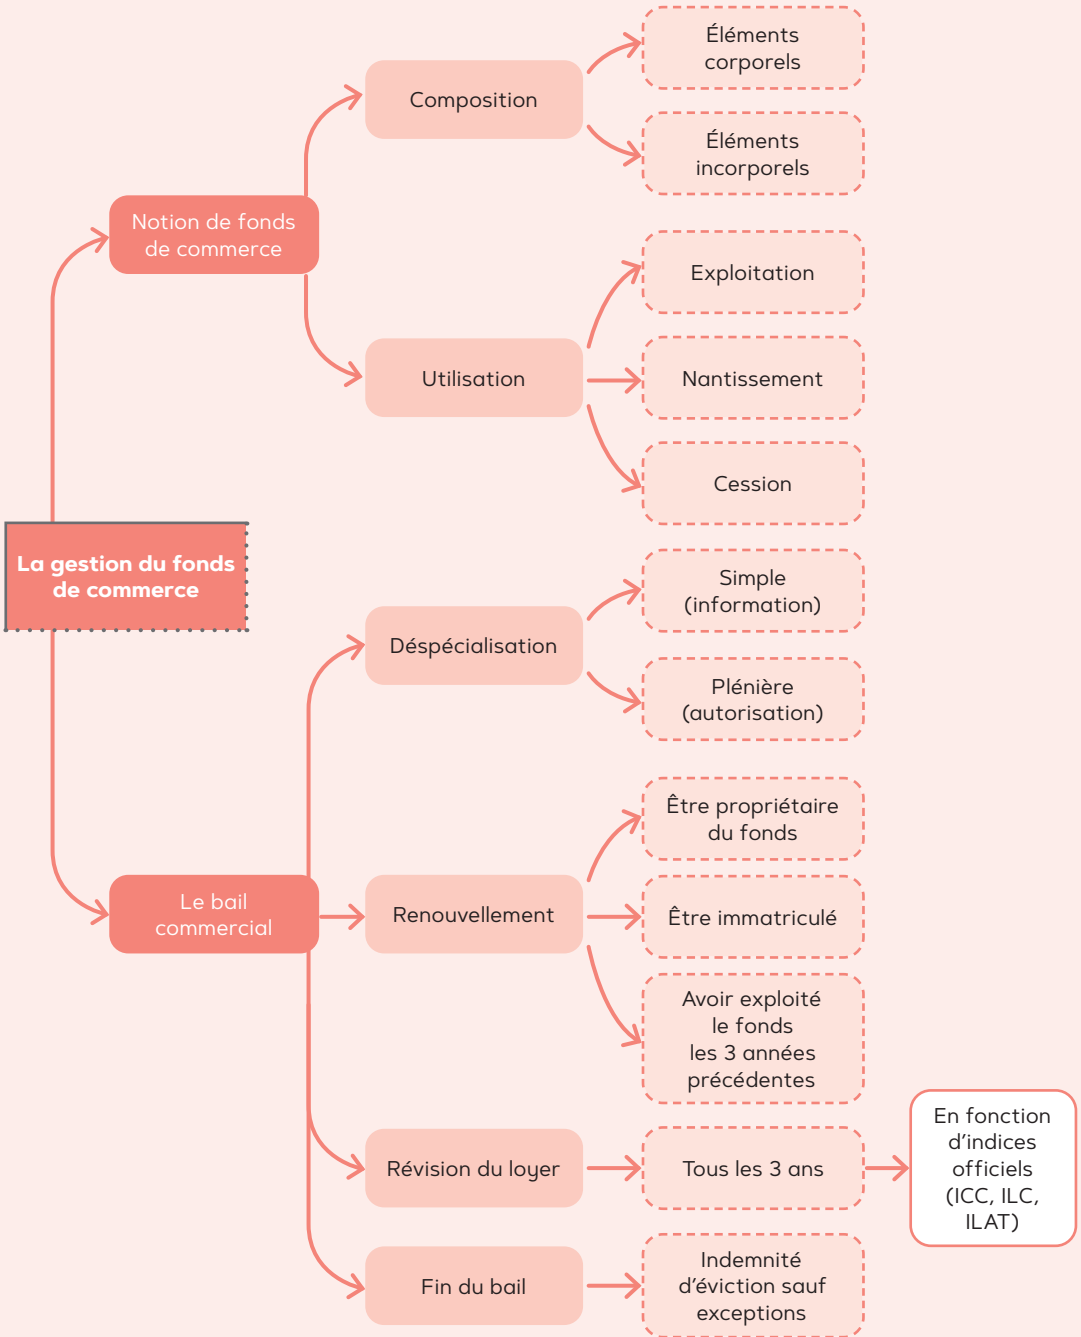 Éléments
corporels
Composition
Éléments
incorporels
Notion de fonds
de commerce
Exploitation
Utilisation
Nantissement
Cession
La gestion du fonds
de commerce
Simple
(information)
Déspécialisation
Plénière
(autorisation)
Être propriétaire
du fonds
Le bail
commercial
Renouvellement
Être immatriculé
Avoir exploité
le fonds
les 3 années
précédentes
Révision du loyer
Tous les 3 ans
En fonction
d’indices
officiels
(ICC, ILC,
ILAT)
Fin du bail
Indemnité
d’éviction sauf
exceptions